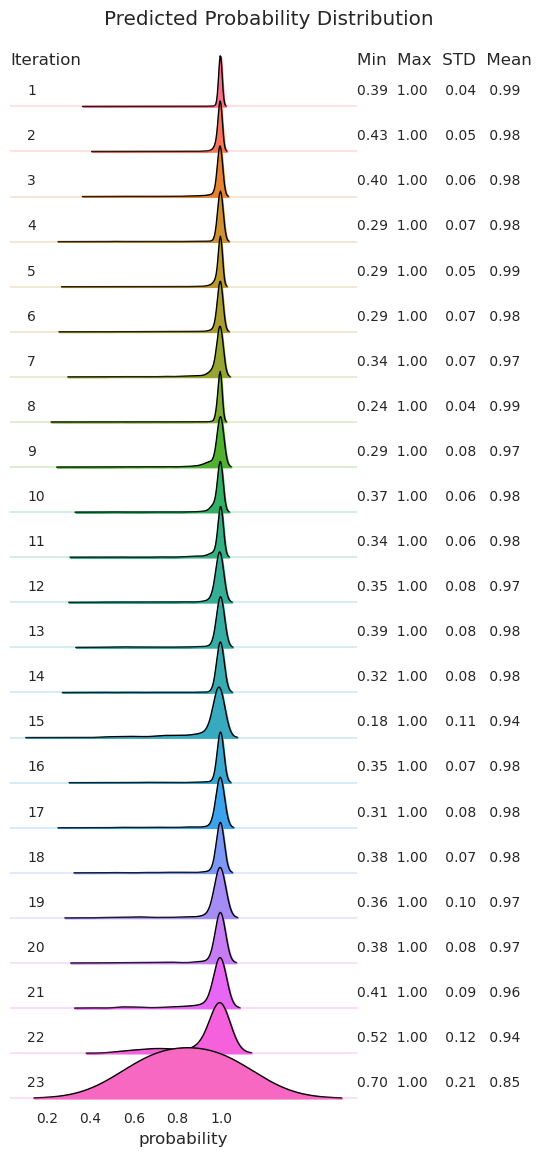 Predicted Probability Distribution
Iteration Min Max STD Mean
1 0.39 1.00 0.04 0.99
2 0.43 1.00 0.05 0.98
3 0.40 1.00 0.06 0.98
4 0.29 1.00 0.07 0.98
5 0.29 1.00 0.05 0.99
6 0.29 1.00 0.07 0.98
7 0.34 1.00 0.07 0.97
8 0.24 1.00 0.04 0.99
9 0.29 1.00 0.08 0.97
10 0.37 1.00 0.06 0.98
11 0.34 1.00 0.06 0.98
12 0.35 1.00 0.08 0.97
13 0.39 1.00 0.08 0.98
14 0.32 1.00 0.08 0.98
15 0.18 1.00 0.11 0.94
16 0.35 1.00 0.07 0.98
17 0.31 1.00 0.08 0.98
18 0.38 1.00 0.07 0.98
19 0.36 1.00 0.10 0.97
20 0.38 1.00 0.08 0.97
21 0.41 1.00 0.09 0.96
22 0.52 1.00 0.12 0.94
23 0.70 1.00 0.21 0.85
0.2 0.4 0.6 0.8 1.0
probability